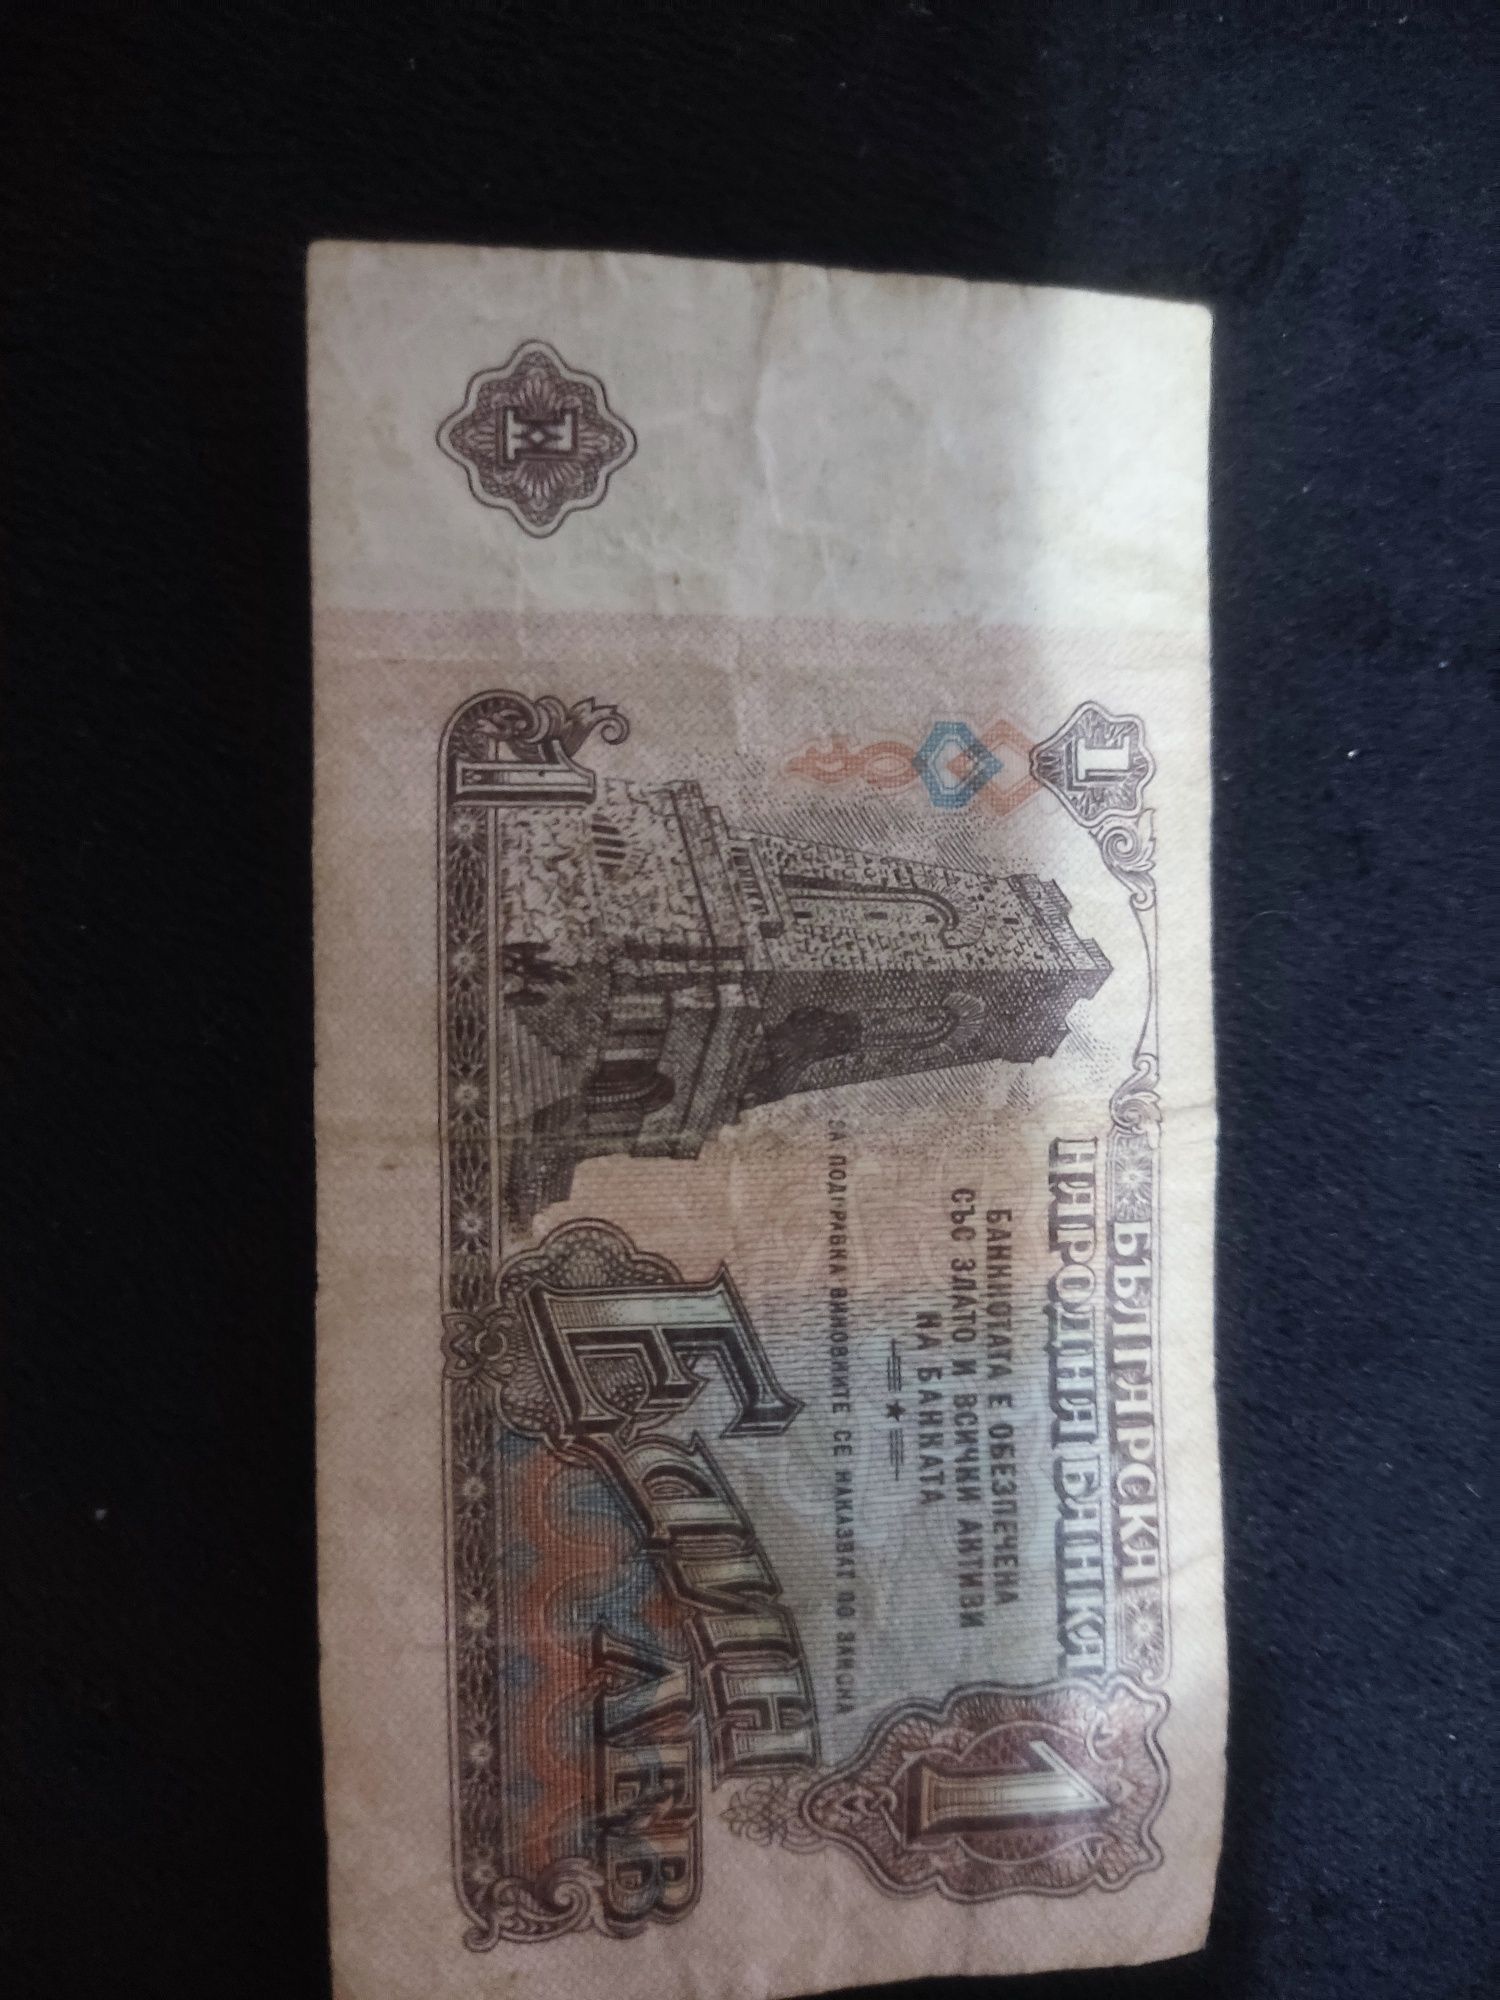 БЪЛГАРСКА
НАРОДНА БАНКА
1
1
БАНКНОТАТА Е ОБЕЗПЕЧЕНА
СЪС ЗЛАТО И ВСИЧКИ АКТИВИ
НА БАНКАТА
ЗА ПОДПРАВКА ВИНОВНИТЕ СЕ НАКАЗВАТ ПО ЗАКОНА
ЕДИН
ЛЕВ
1